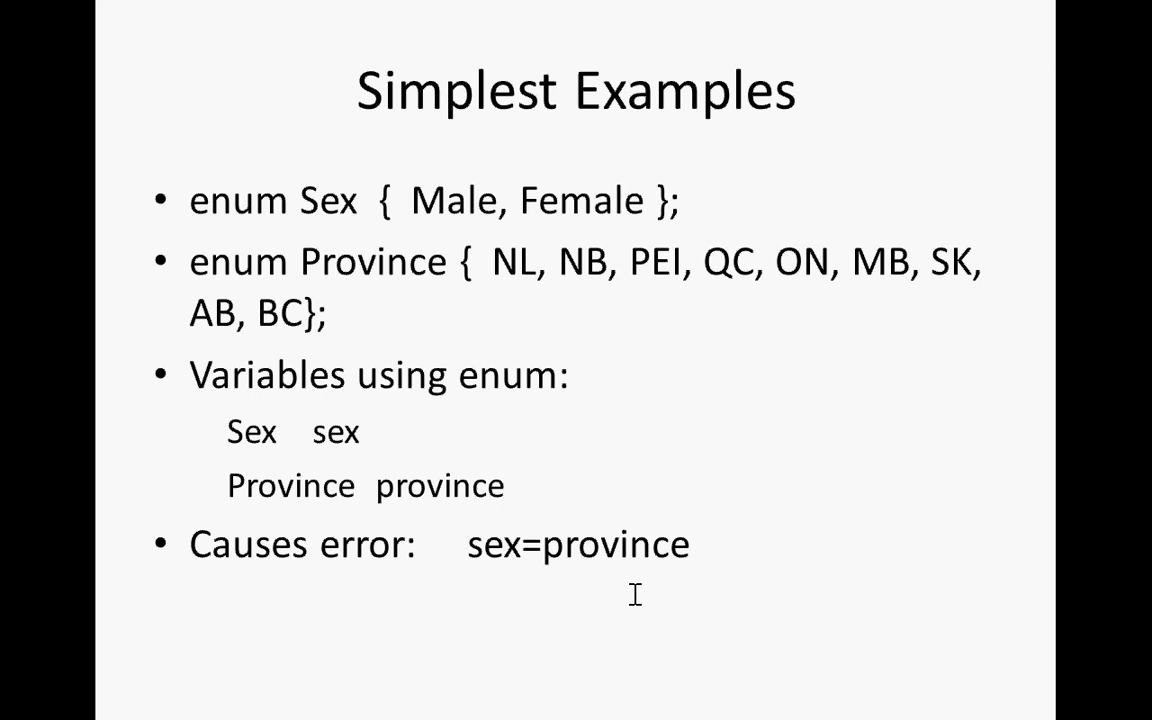 Simplest Examples
• enum Sex { Male, Female };
• enum Province { NL, NB, PEI, QC, ON, MB, SK,
AB, BC};
• Variables using enum:
Sex sex
Province province
• Causes error: sex=province